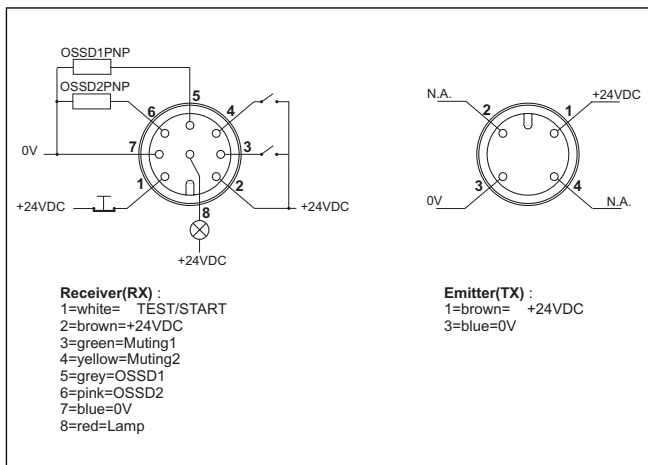 OSSD1PNP
OSSD2PNP
5
6
4
0V
7
3
1
2
+24VDC
+24VDC
8
+24VDC
N.A.
+24VDC
2
1
3
4
0V
N.A.
Receiver(RX) :
1=white= TEST/START
2=brown=+24VDC
3=green=Muting1
4=yellow=Muting2
5=grey=OSSD1
6=pink=OSSD2
7=blue=0V
8=red=Lamp
Emitter(TX) :
1=brown= +24VDC
3=blue=0V